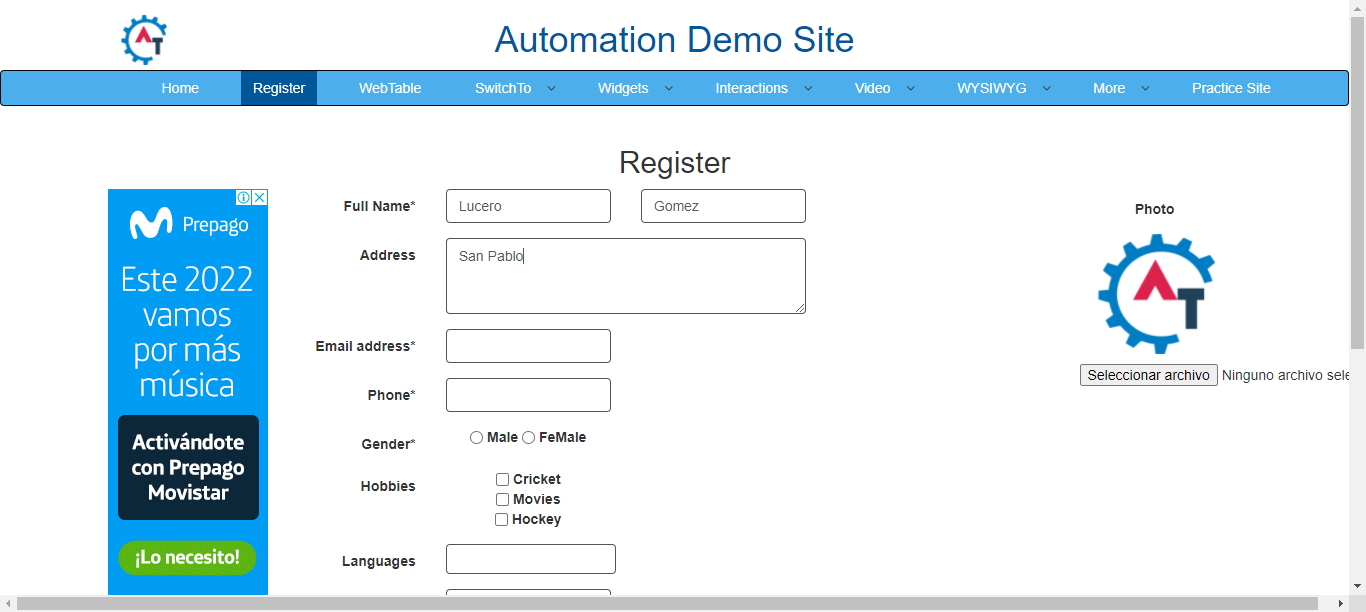 AT
Automation Demo Site
Home Register WebTable SwitchTo Widgets Interactions Video WYSIWYG More Practice Site
Register
Prepago
Este 2022
vamos
por más
música
Activándote
con Prepago
Movistar
¡Lo necesito!
Full Name* Lucero Gomez
Address San Pablo
Email address*
Phone*
Gender* Male FeMale
Hobbies
Cricket
Movies
Hockey
Languages
Photo
AT
Seleccionar archivo Ninguno archivo sele